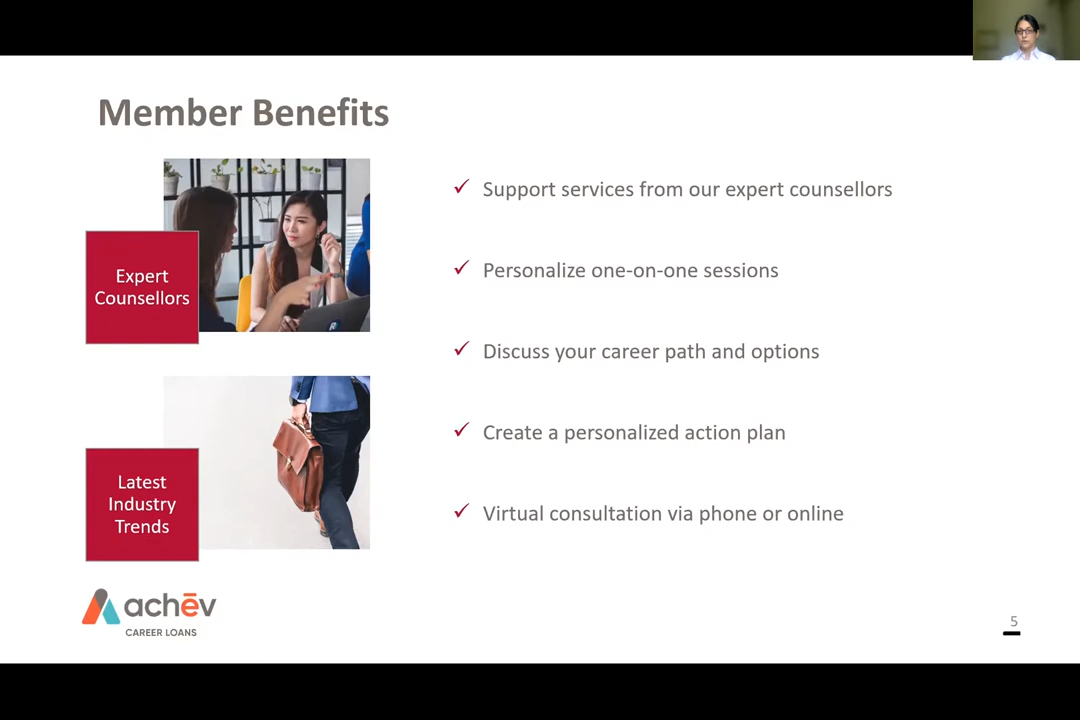 Member Benefits
Expert
Counsellors
Latest
Industry
Trends
Support services from our expert counsellors
Personalize one-on-one sessions
Discuss your career path and options
Create a personalized action plan
Virtual consultation via phone or online
achēv
CAREER LOANS
5